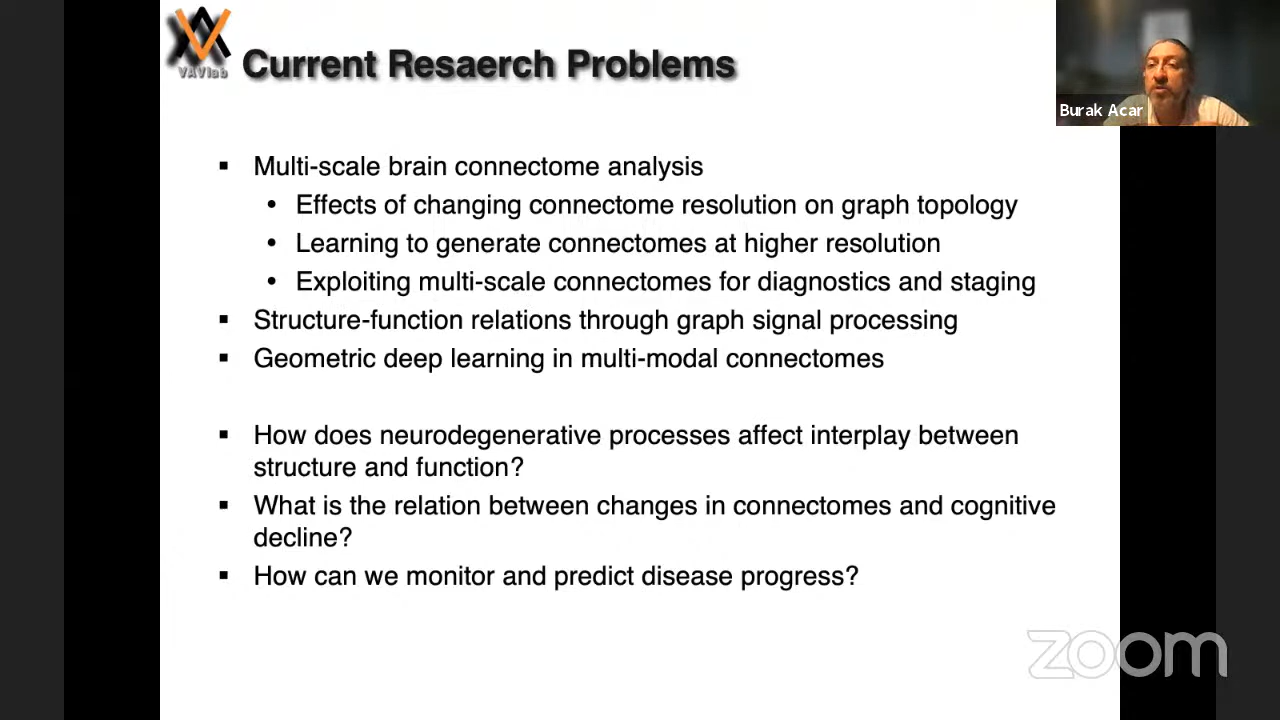 VAVlab
Current Resaerch Problems
Burak Acar
▪ Multi-scale brain connectome analysis
• Effects of changing connectome resolution on graph topology
• Learning to generate connectomes at higher resolution
• Exploiting multi-scale connectomes for diagnostics and staging
▪ Structure-function relations through graph signal processing
▪ Geometric deep learning in multi-modal connectomes
▪ How does neurodegenerative processes affect interplay between
structure and function?
▪ What is the relation between changes in connectomes and cognitive
decline?
▪ How can we monitor and predict disease progress?
zoom